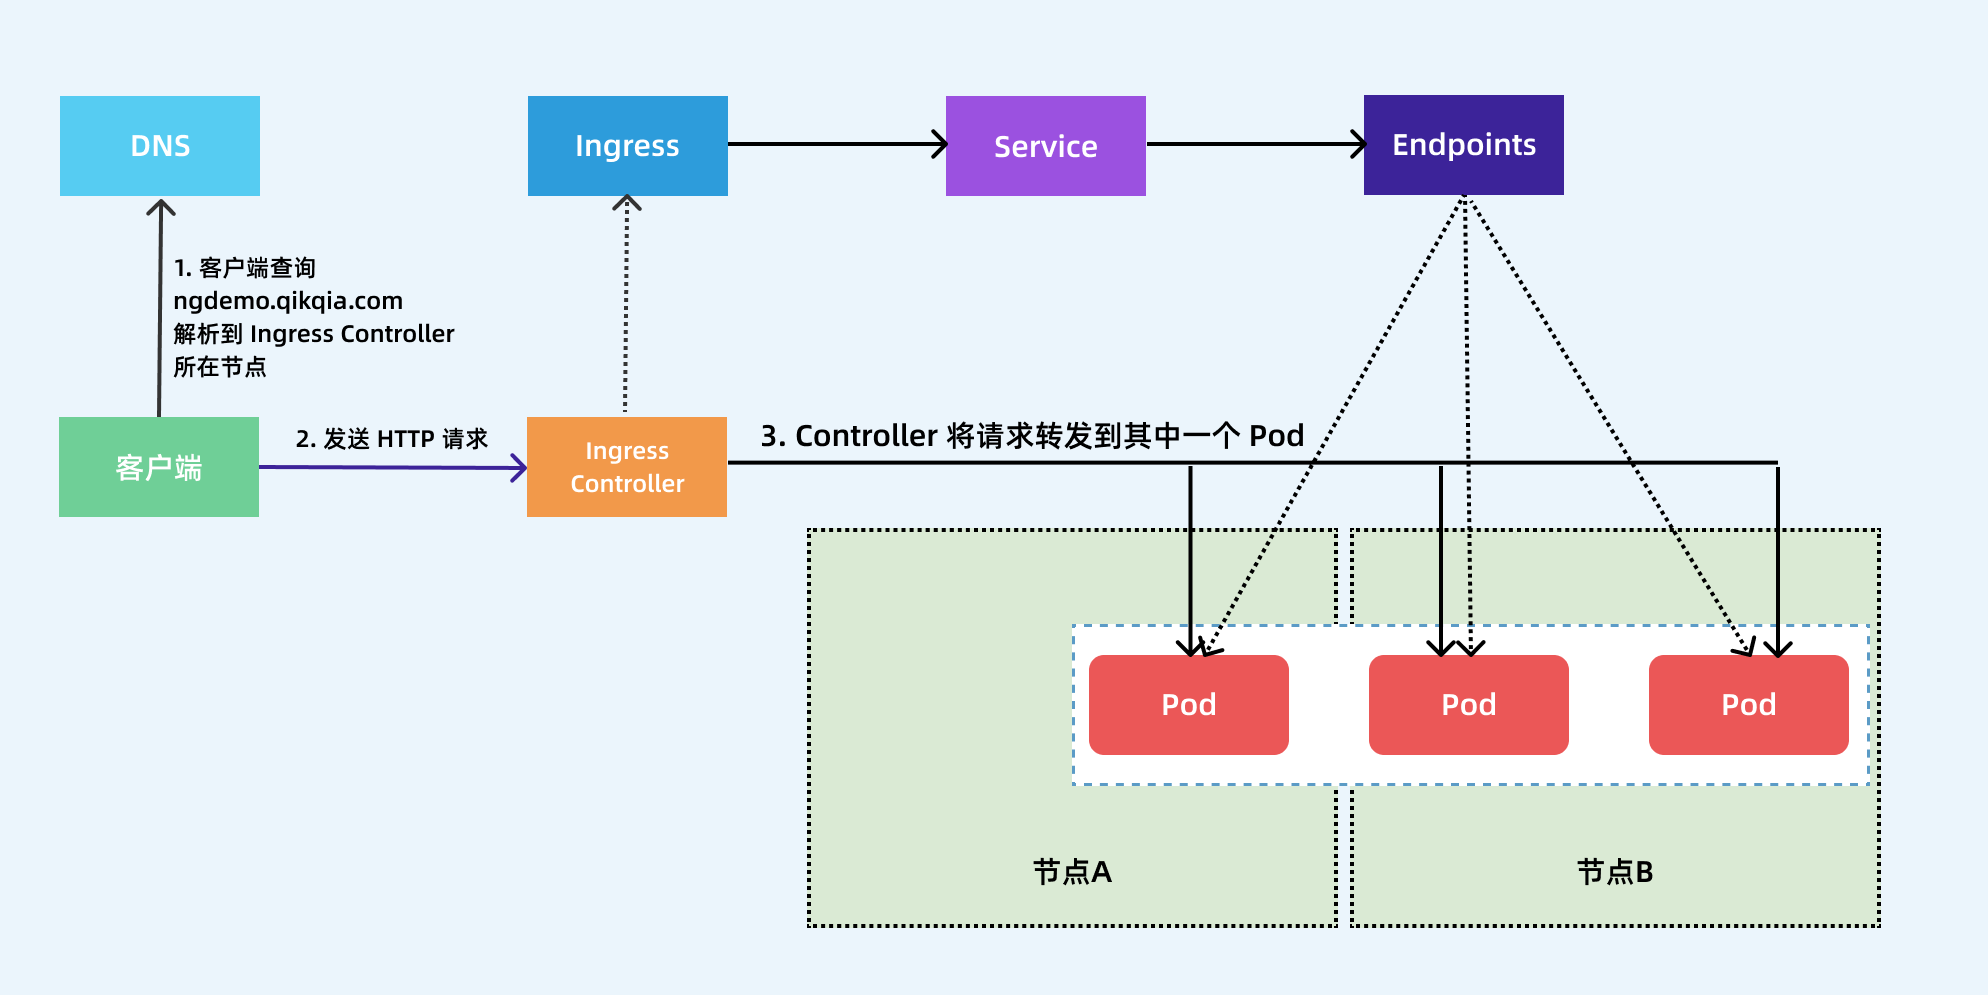 DNS
Ingress
Service
Endpoints
1. 客户端查询
ngdemo.qikqia.com
解析到 Ingress Controller
所在节点
客户端
2. 发送 HTTP 请求
Ingress
Controller
3. Controller 将请求转发到其中一个 Pod
Pod
Pod
Pod
节点A
节点B